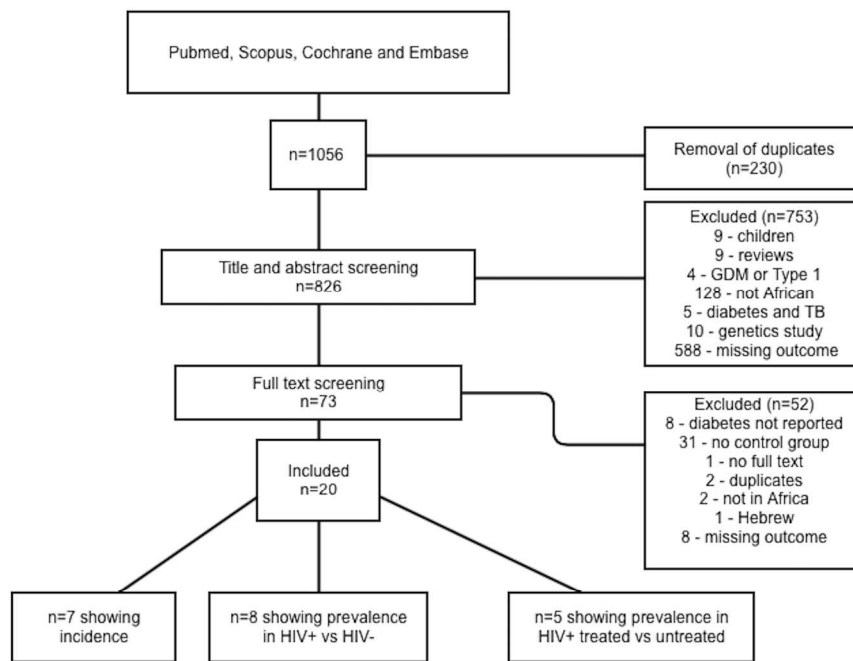 Pubmed, Scopus, Cochrane and Embase
n=1056
Removal of duplicates
(n=230)
Title and abstract screening
n=826
Excluded (n=753)
9 - children
9 - reviews
4 - GDM or Type 1
128 - not African
5 - diabetes and TB
10 - genetics study
588 - missing outcome
Full text screening
n=73
Excluded (n=52)
8 - diabetes not reported
31 - no control group
1 - no full text
2 - duplicates
2 - not in Africa
1 - Hebrew
8 - missing outcome
Included
n=20
n=7 showing
incidence
n=8 showing prevalence
in HIV+ vs HIV-
n=5 showing prevalence in
HIV+ treated vs untreated